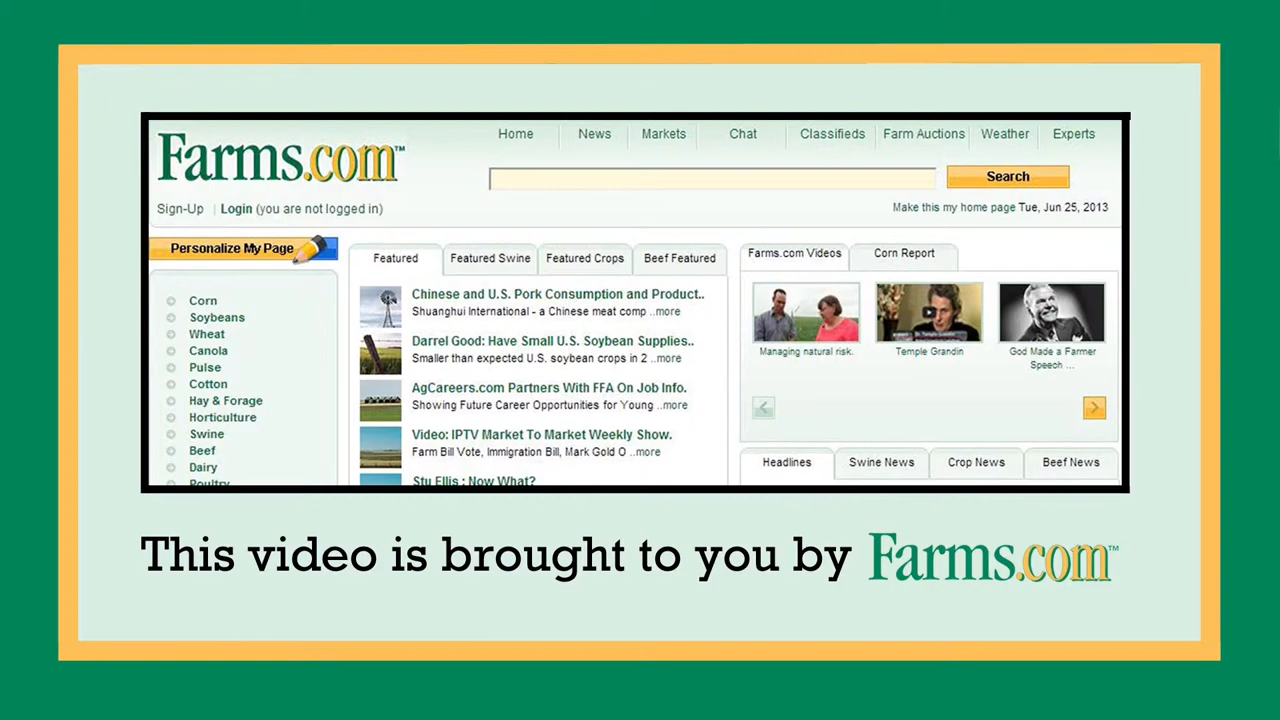 Farms.com™
Home News Markets Chat Classifieds Farm Auctions Weather Experts
Search
Sign-Up | Login (you are not logged in)
Make this my home page Tue, Jun 25, 2013
Personalize My Page
Corn
Soybeans
Wheat
Canola
Pulse
Cotton
Hay & Forage
Horticulture
Swine
Beef
Dairy
Poultry
Featured Featured Swine Featured Crops Beef Featured
Chinese and U.S. Pork Consumption and Product..
Shuanghui International - a Chinese meat comp ..more
Darrel Good: Have Small U.S. Soybean Supplies..
Smaller than expected U.S. soybean crops in 2 ..more
AgCareers.com Partners With FFA On Job Info.
Showing Future Career Opportunities for Young ..more
Video: IPTV Market To Market Weekly Show.
Farm Bill Vote, Immigration Bill, Mark Gold O ..more
Stu Ellis : Now What?
Farms.com Videos Corn Report
Dr. Temple Grandin
Managing natural risk.
Temple Grandin
God Made a Farmer
Speech ...
Headlines Swine News Crop News Beef News
This video is brought to you by Farms.com™